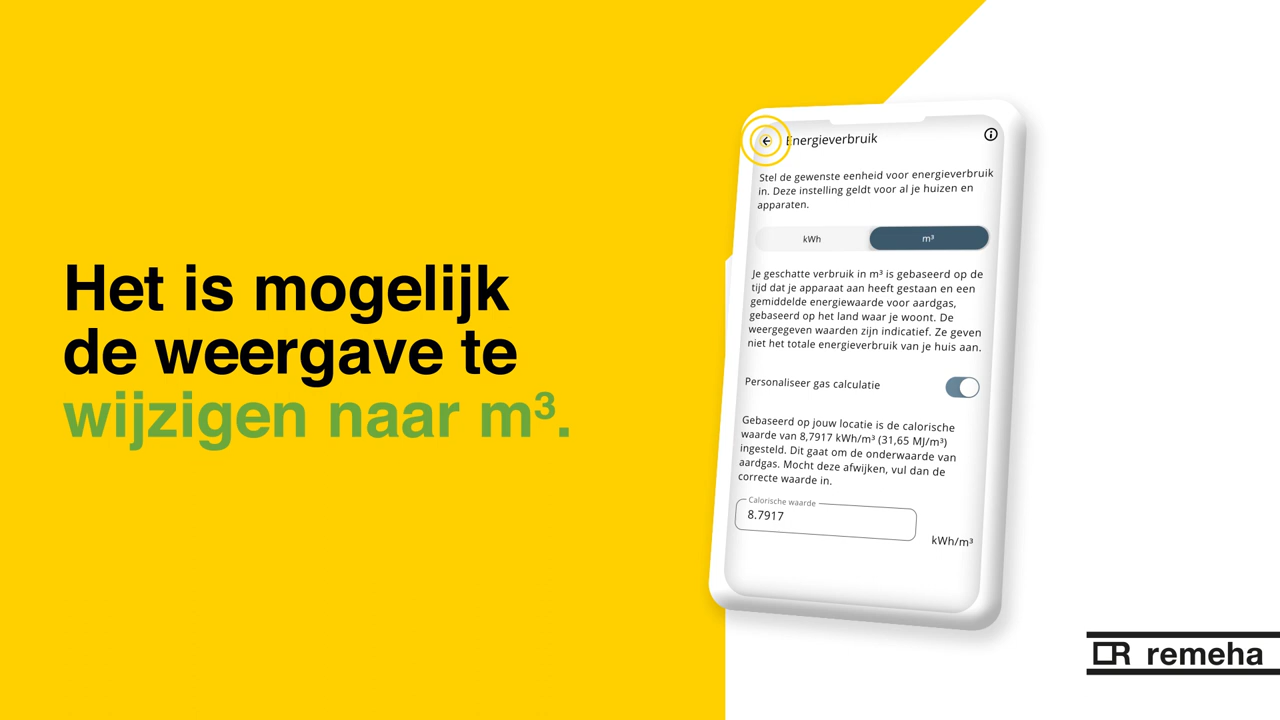 Het is mogelijk
de weergave te
wijzigen naar m³.
Energieverbruik
Stel de gewenste eenheid voor energieverbruik
in. Deze instelling geldt voor al je huizen en
apparaten.
kWh
m³
Je geschatte verbruik in m³ is gebaseerd op de
tijd dat je apparaat aan heeft gestaan en een
gemiddelde energiewaarde voor aardgas,
gebaseerd op het land waar je woont. De
weergegeven waarden zijn indicatief. Ze geven
niet het totale energieverbruik van je huis aan.
Personaliseer gas calculatie
Gebaseerd op jouw locatie is de calorische
waarde van 8,7917 kWh/m³ (31,65 MJ/m³)
ingesteld. Dit gaat om de onderwaarde van
aardgas. Mocht deze afwijken, vul dan de
correcte waarde in.
Calorische waarde
8.7917
kWh/m³
remeha